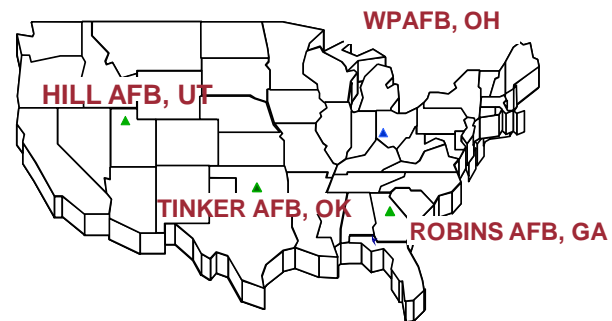 WPAFB, OH
HILL AFB, UT
TINKER AFB, OK
ROBINS AFB, GA